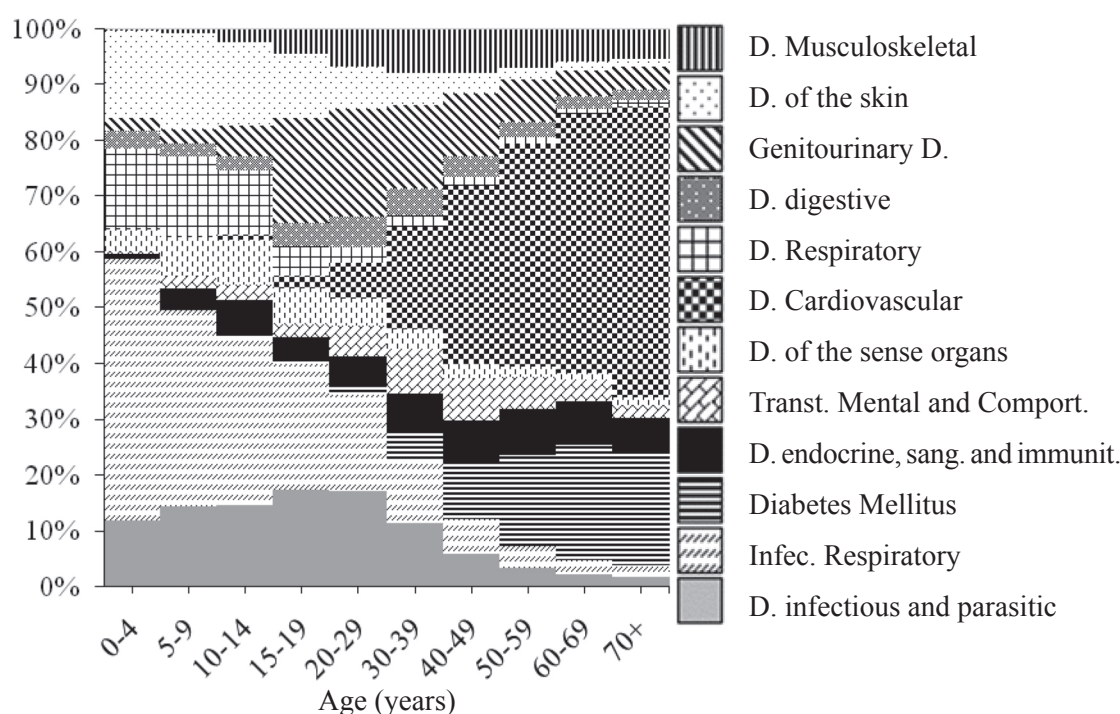 100%
90%
80%
70%
60%
50%
40%
30%
20%
10%
0%
0-4
5-9
10-14
15-19
20-29
30-39
40-49
50-59
60-69
70+
Age (years)
D. Musculoskeletal
D. of the skin
Genitourinary D.
D. digestive
D. Respiratory
D. Cardiovascular
D. of the sense organs
Transt. Mental and Comport.
D. endocrine, sang. and immunit.
Diabetes Mellitus
Infec. Respiratory
D. infectious and parasitic